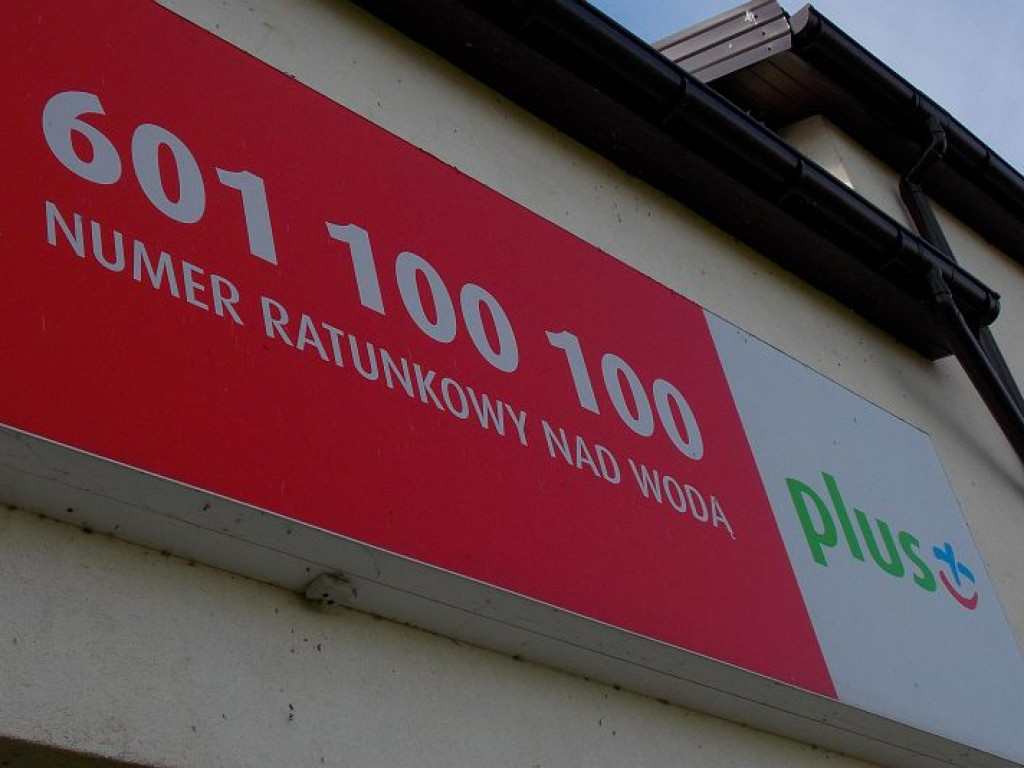 601 100 100
NUMER RATUNKOWY NAD WODĄ
plus